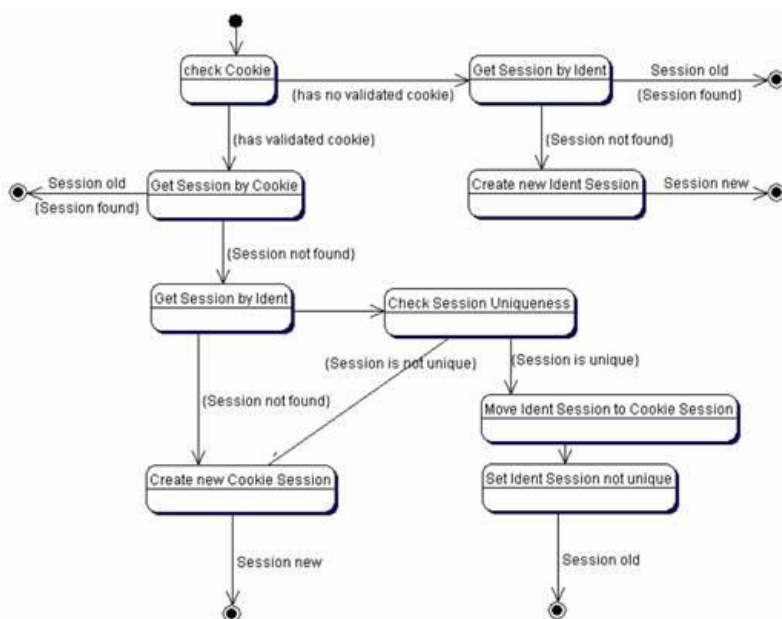 check Cookie
Get Session by Ident
Session old
{Session found}
{has no validated cookie}
{has validated cookie}
{Session not found}
Session old
{Session found}
Get Session by Cookie
Create new Ident Session
Session new
{Session not found}
Get Session by Ident
Check Session Uniqueness
{Session is not unique}
{Session is unique}
{Session not found}
Move Ident Session to Cookie Session
Create new Cookie Session
Set Ident Session not unique
Session new
Session old